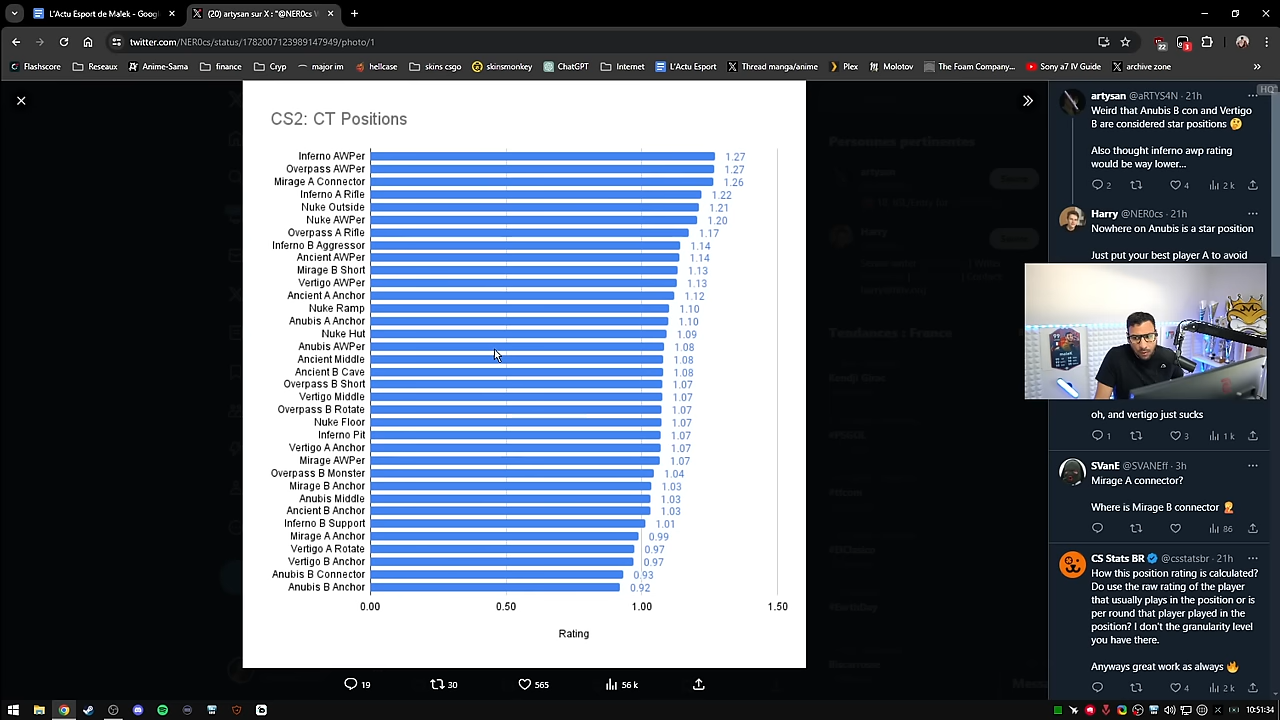 L'Actu Esport de Malek - Googl
(20) artysan sur X : "@NER0cs V
twitter.com/NER0cs/status/1782007123989147949/photo/1
22
3
Flashscore
Reseaux
Anime-Sama
finance
Cryp
major im
hellcase
skins csgo
skinsmonkey
ChatGPT
Internet
L'Actu Esport
Thread manga/anime
Plex
Molotov
The Foam Company...
Sony a7 IV Guide
archive zone
CS2: CT Positions
Inferno AWPer 1.27
Overpass AWPer 1.27
Mirage A Connector 1.26
Inferno A Rifle 1.22
Nuke Outside 1.21
Nuke AWPer 1.20
Overpass A Rifle 1.17
Inferno B Aggressor 1.14
Ancient AWPer 1.14
Mirage B Short 1.13
Vertigo AWPer 1.13
Ancient A Anchor 1.12
Nuke Ramp 1.10
Anubis A Anchor 1.10
Nuke Hut 1.09
Anubis AWPer 1.08
Ancient Middle 1.08
Ancient B Cave 1.08
Overpass B Short 1.07
Vertigo Middle 1.07
Overpass B Rotate 1.07
Nuke Floor 1.07
Inferno Pit 1.07
Vertigo A Anchor 1.07
Mirage AWPer 1.07
Overpass B Monster 1.04
Mirage B Anchor 1.03
Anubis Middle 1.03
Ancient B Anchor 1.03
Inferno B Support 1.01
Mirage A Anchor 0.99
Vertigo A Rotate 0.97
Vertigo B Anchor 0.97
Anubis B Connector 0.93
Anubis B Anchor 0.92
0.00 0.50 1.00 1.50
Rating
19 30 565 56 k
HQ
artysan @aRTYS4N · 21h
Weird that Anubis B con and Vertigo
B are considered star positions 🤔
Also thought inferno awp rating
would be way lower...
2 4 2 k
Harry @NER0cs · 21h
Nowhere on Anubis is a star position
Just put your best player A to avoid
oh, and vertigo just sucks
1 3 1 k
SVant @SVANEff · 3h
Mirage A connector?
What is Mirage B connector
86
CS Stats BR @csstatsbr · 21h
How this position rating is calculated?
Do use the raw rating of the player
that usually plays in the position or is
per round that player played in the
position? I don't the granularity level
you have there.
Anyways great work as always 🔥
4 2 k
10:51:34